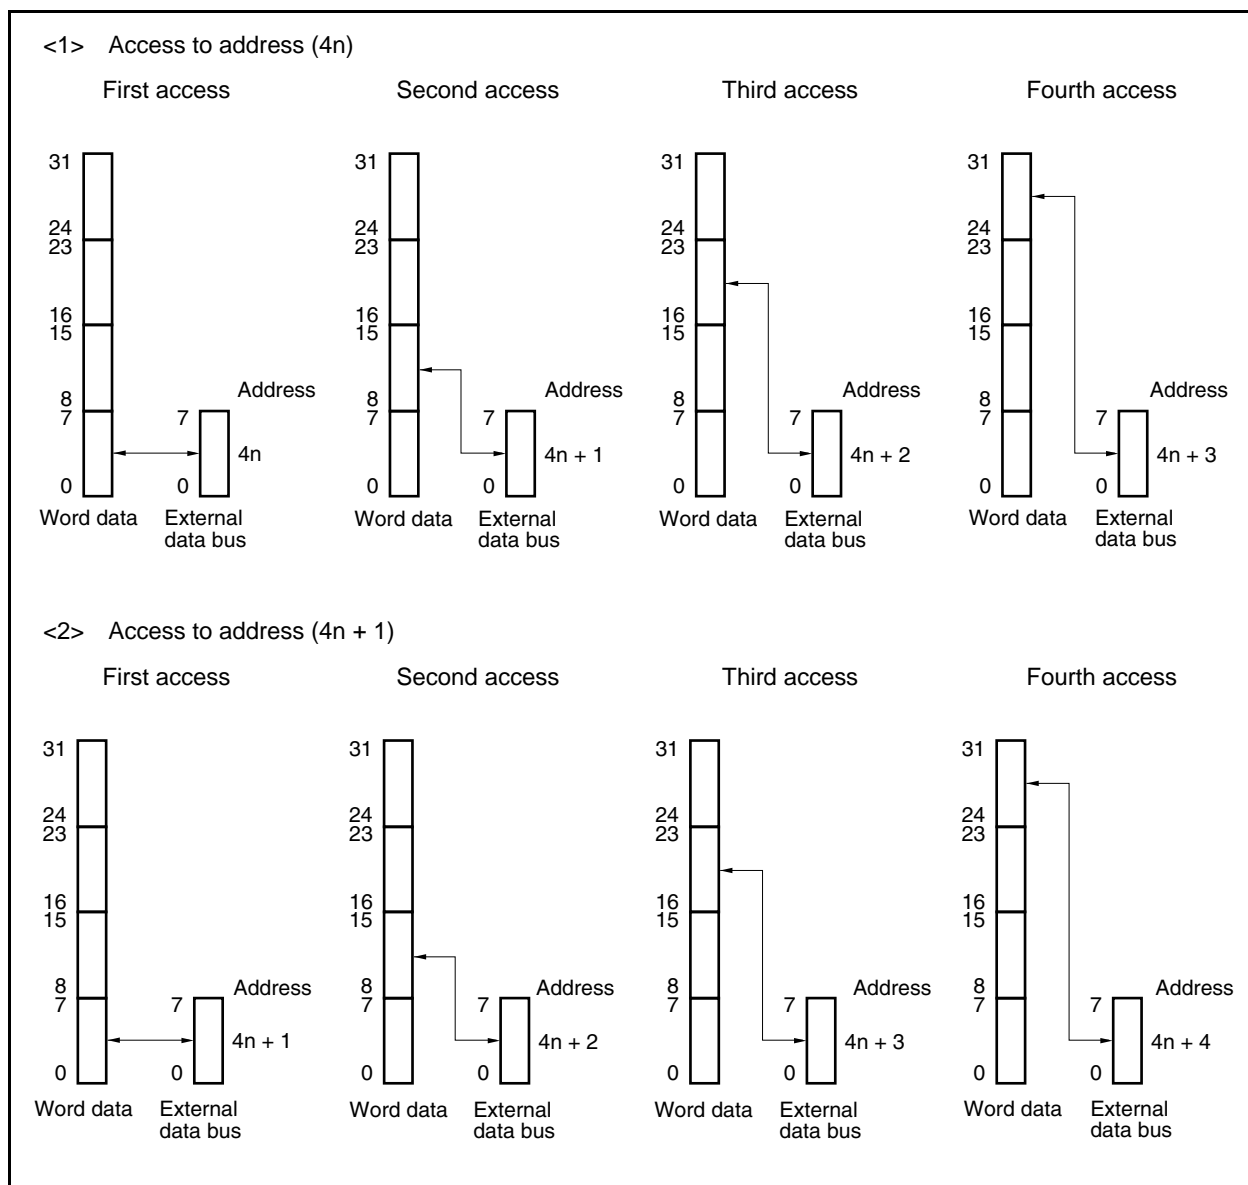 <1> Access to address (4n)
First access Second access Third access Fourth access
31 31 31 31
24 24 24 24
23 23 23 23
16 16 16 16
15 15 15 15
Address Address Address Address
8 8 8 8
7 7 7 7 7 7 7 7
4n 4n + 1 4n + 2 4n + 3
0 0 0 0 0 0 0 0
Word data External Word data External Word data External Word data External
data bus data bus data bus data bus
<2> Access to address (4n + 1)
First access Second access Third access Fourth access
31 31 31 31
24 24 24 24
23 23 23 23
16 16 16 16
15 15 15 15
Address Address Address Address
8 8 8 8
7 7 7 7 7 7 7 7
4n + 1 4n + 2 4n + 3 4n + 4
0 0 0 0 0 0 0 0
Word data External Word data External Word data External Word data External
data bus data bus data bus data bus